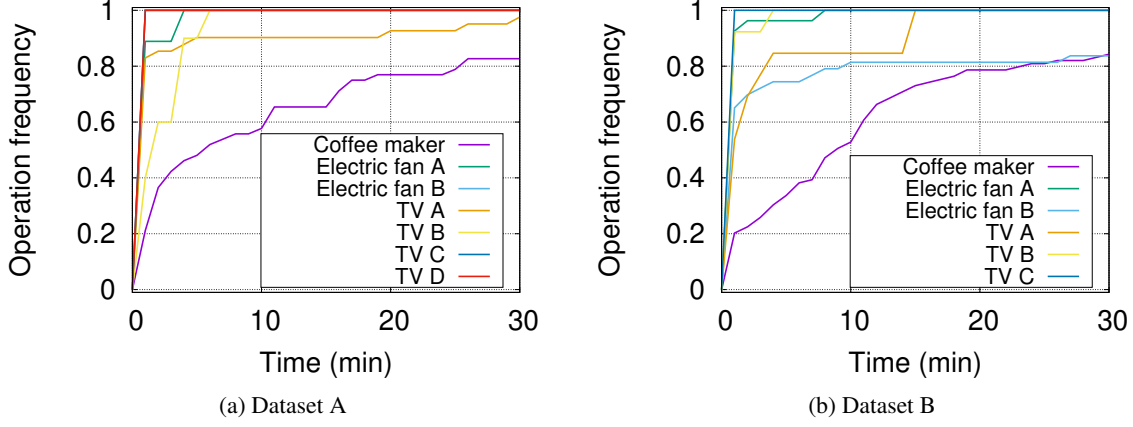 Operation frequency
1
0.8
0.6
0.4
0.2
0
0 10 20 30
Time (min)
Coffee maker
Electric fan A
Electric fan B
TV A
TV B
TV C
TV D
(a) Dataset A
Operation frequency
1
0.8
0.6
0.4
0.2
0
0 10 20 30
Time (min)
Coffee maker
Electric fan A
Electric fan B
TV A
TV B
TV C
(b) Dataset B